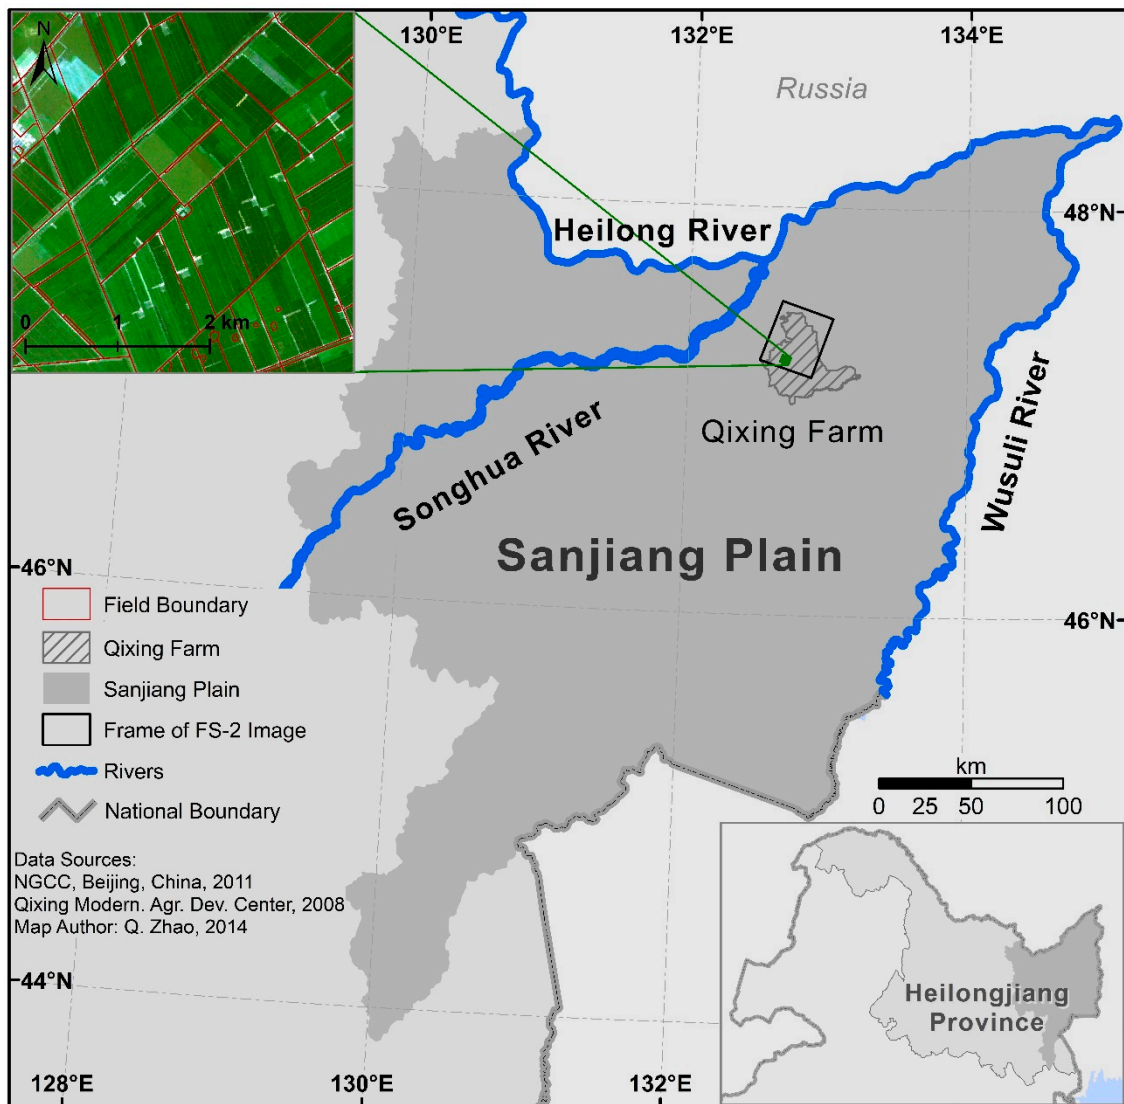 130°E
132°E
134°E
N
Russia
48°N
Heilong River
0
1
2 km
Qixing Farm
Wusuli River
Songhua River
Sanjiang Plain
46°N
46°N
Field Boundary
Qixing Farm
Sanjiang Plain
Frame of FS-2 Image
Rivers
National Boundary
km
0 25 50 100
Data Sources:
NGCC, Beijing, China, 2011
Qixing Modern. Agr. Dev. Center, 2008
Map Author: Q. Zhao, 2014
44°N
Heilongjiang
Province
128°E
130°E
132°E